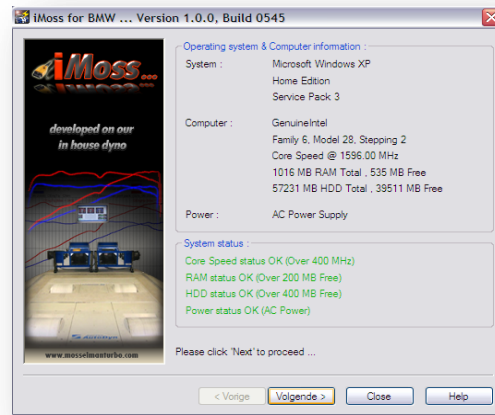 iMoss for BMW ... Version 1.0.0, Build 0545
iMoss...
developed on our
in house dyno
www.mosselmanturbo.com
Operating system & Computer information :
System : Microsoft Windows XP
Home Edition
Service Pack 3
Computer : GenuineIntel
Family 6, Model 28, Stepping 2
Core Speed @ 1596.00 MHz
1016 MB RAM Total , 535 MB Free
57231 MB HDD Total , 39511 MB Free
Power : AC Power Supply
System status :
Core Speed status OK (Over 400 MHz)
RAM status OK (Over 200 MB Free)
HDD status OK (Over 400 MB Free)
Power status OK (AC Power)
Please click 'Next' to proceed ...
< Vorige
Volgende >
Close
Help